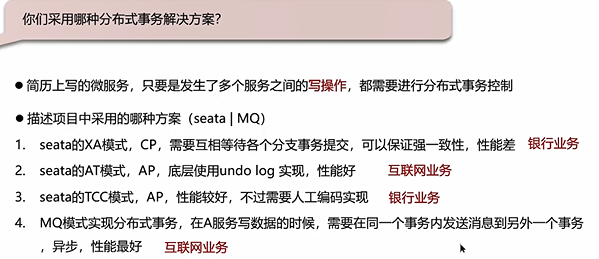 你们采用哪种分布式事务解决方案?
● 简历上写的微服务，只要是发生了多个服务之间的写操作，都需要进行分布式事务控制
● 描述项目中采用的哪种方案（seata | MQ）
1. seata的XA模式，CP，需要互相等待各个分支事务提交，可以保证强一致性，性能差 银行业务
2. seata的AT模式，AP，底层使用undo log 实现，性能好 互联网业务
3. seata的TCC模式，AP，性能较好，不过需要人工编码实现 银行业务
4. MQ模式实现分布式事务，在A服务写数据的时候，需要在同一个事务内发送消息到另外一个事务
，异步，性能最好 互联网业务